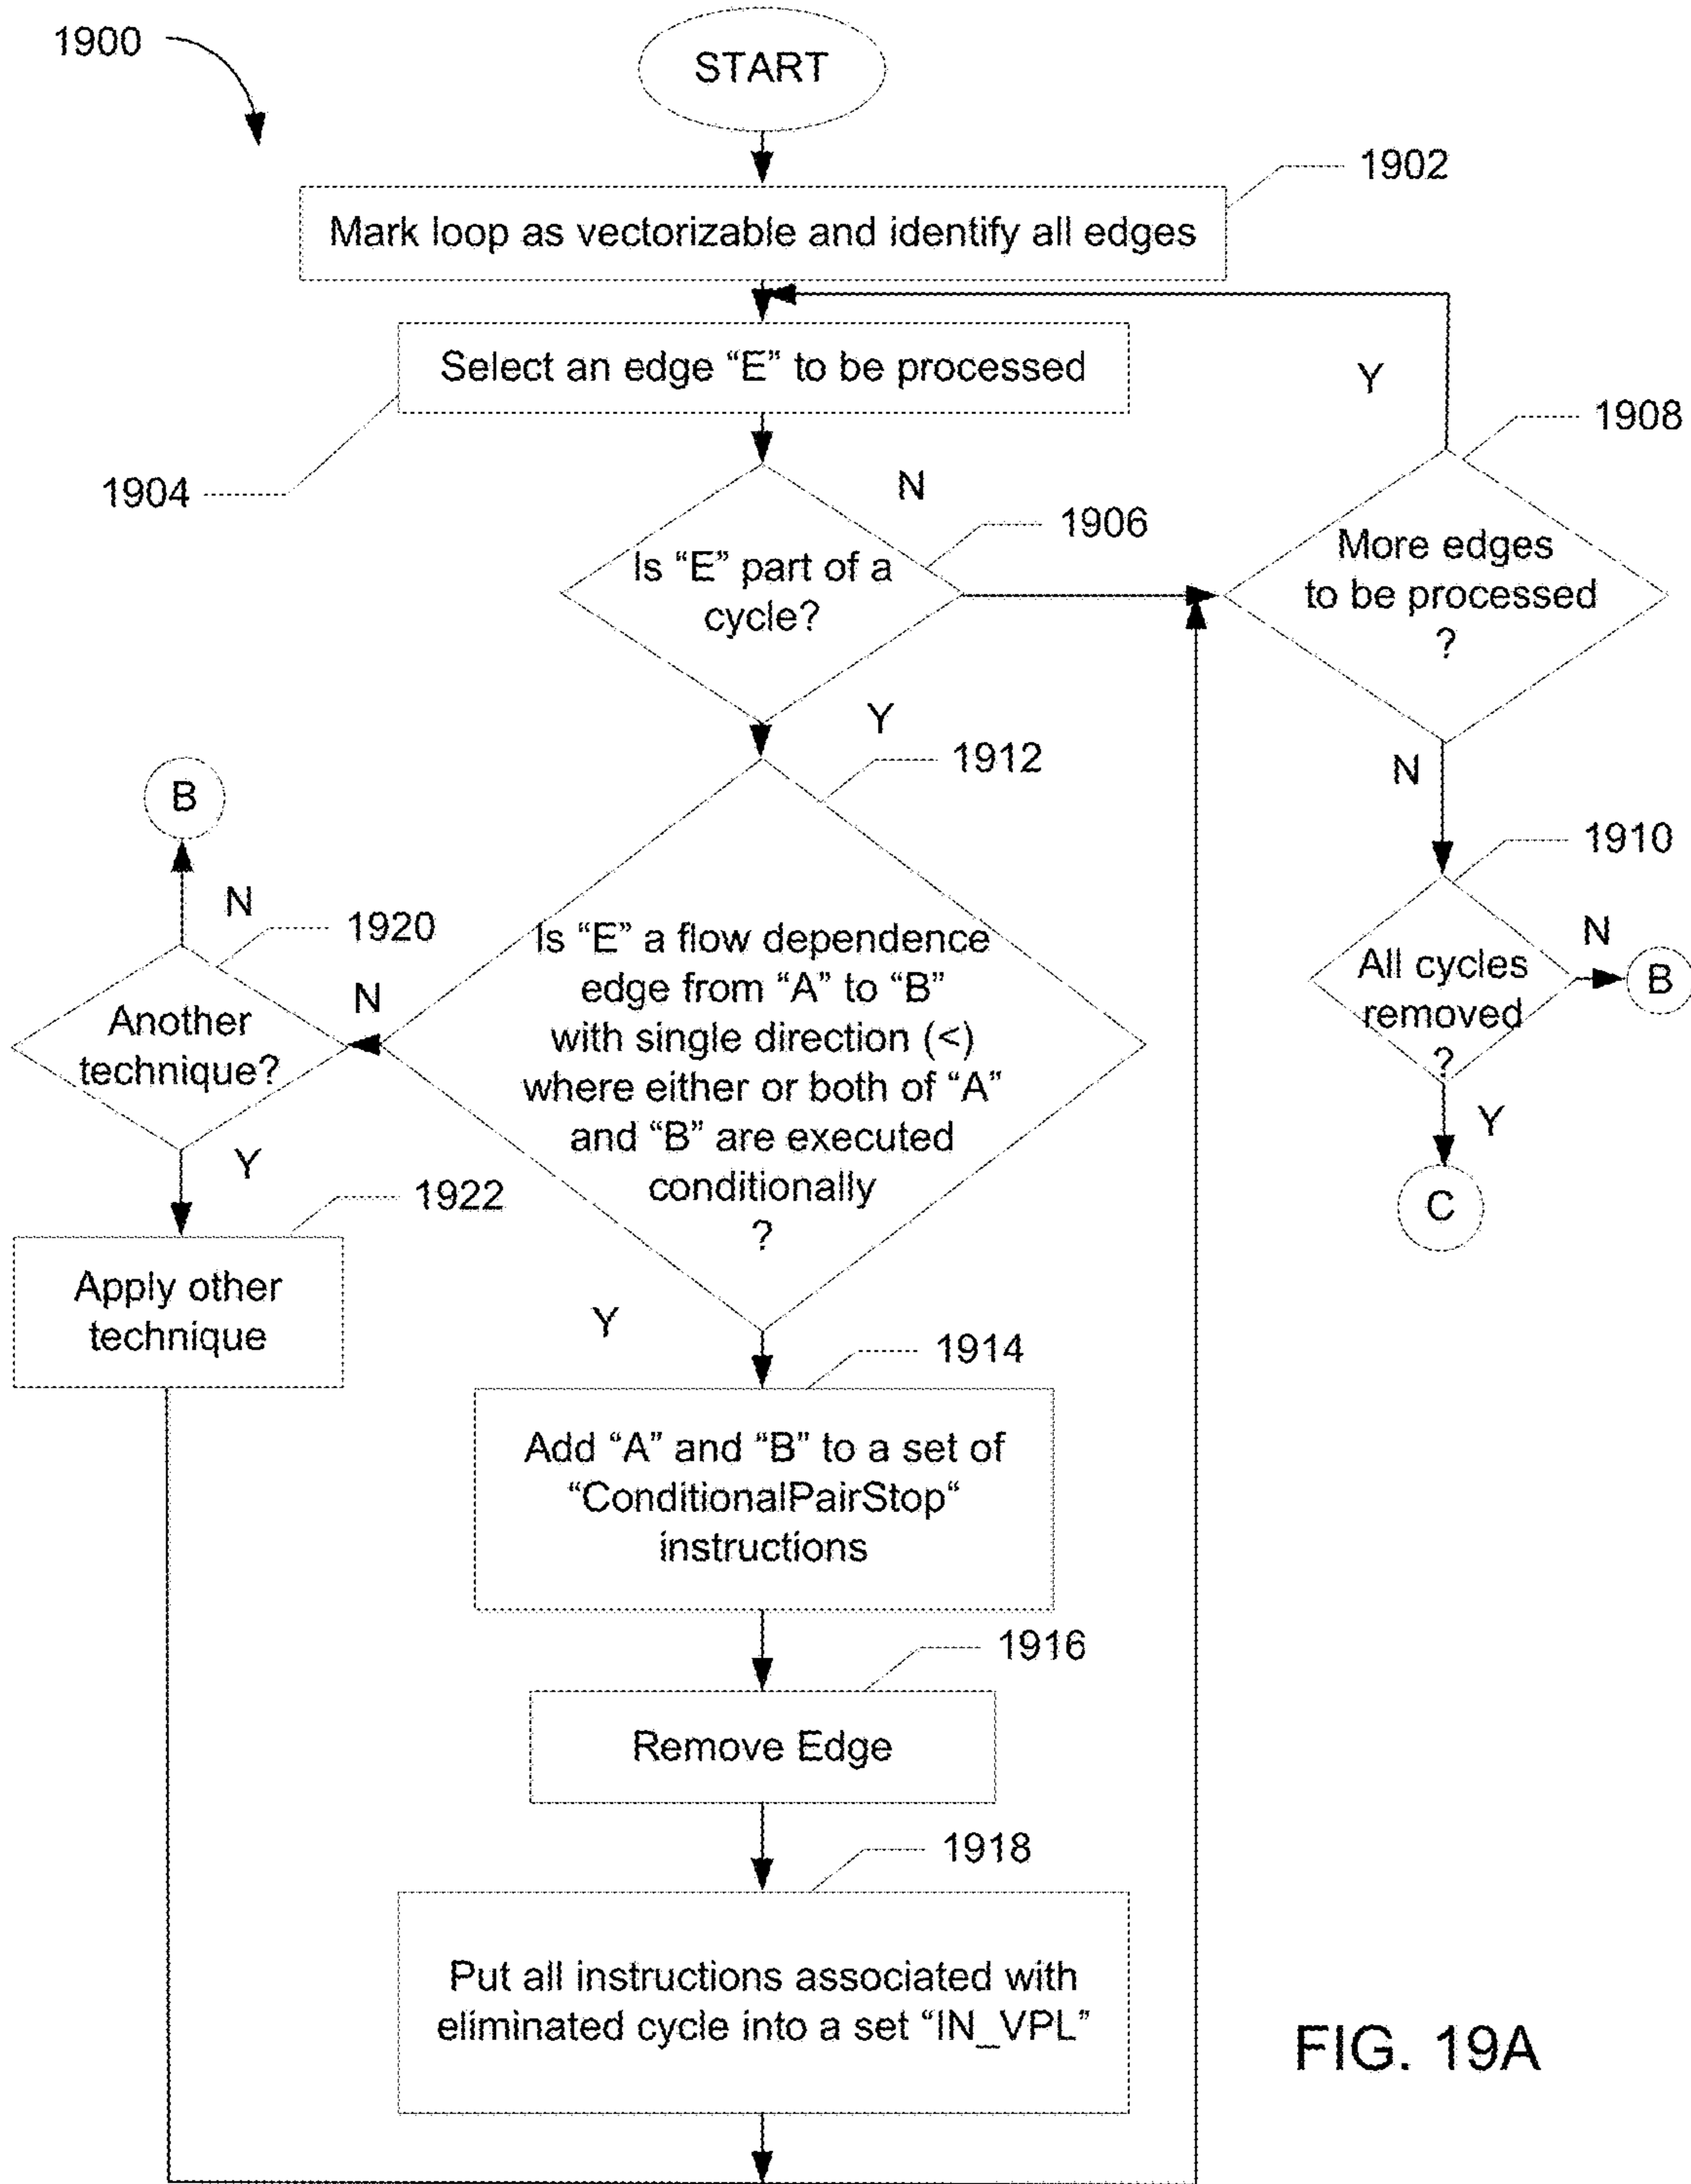 1900
START
1902
Mark loop as vectorizable and identify all edges
Select an edge “E” to be processed
Y
1908
1904
N
1906
Is “E” part of a
cycle?
More edges
to be processed
?
Y
1912
N
B
1910
N
1920
Is “E” a flow dependence
edge from “A” to “B”
with single direction (<)
where either or both of “A”
and “B” are executed
conditionally
?
N
All cycles
removed
?
B
N
Another
technique?
Y
Y
C
1922
Apply other
technique
Y
1914
Add “A” and “B” to a set of
“ConditionalPairStop“
instructions
1916
Remove Edge
1918
Put all instructions associated with
eliminated cycle into a set “IN_VPL”
FIG. 19A